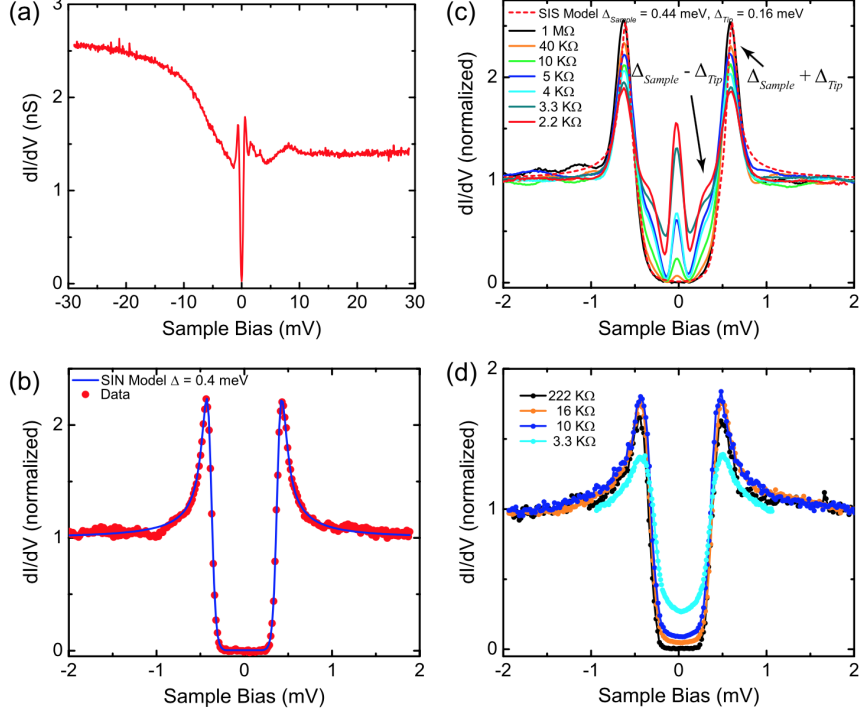 (a)
3
2
1
0
dI/dV (nS)
-30 -20 -10 0 10 20 30
Sample Bias (mV)
(c)
SIS Model Δ_Sample = 0.44 meV, Δ_Tip = 0.16 meV
1 MΩ
40 KΩ
10 KΩ
5 KΩ
4 KΩ
3.3 KΩ
2.2 KΩ
Δ_Sample - Δ_Tip
Δ_Sample + Δ_Tip
2
1
0
dI/dV (normalized)
-2 -1 0 1 2
Sample Bias (mV)
(b)
SIN Model Δ = 0.4 meV
Data
2
1
0
dI/dV (normalized)
-2 -1 0 1 2
Sample Bias (mV)
(d)
222 KΩ
16 KΩ
10 KΩ
3.3 KΩ
2
1
0
dI/dV (normalized)
-2 -1 0 1 2
Sample Bias (mV)